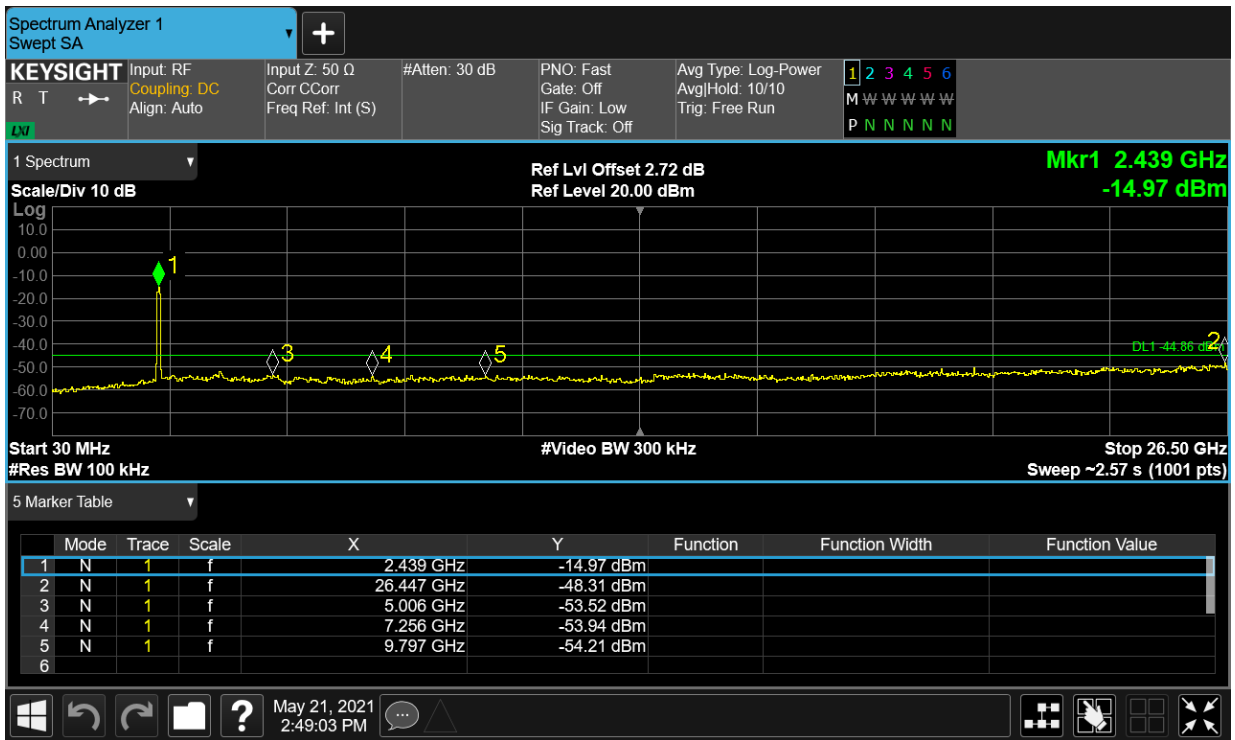 Spectrum Analyzer 1
Swept SA
+
KEYSIGHT
R T
LXI
Input: RF
Coupling: DC
Align: Auto
Input Z: 50 Ω
Corr CCorr
Freq Ref: Int (S)
#Atten: 30 dB
PNO: Fast
Gate: Off
IF Gain: Low
Sig Track: Off
Avg Type: Log-Power
Avg|Hold: 10/10
Trig: Free Run
1 2 3 4 5 6
M W W W W W
P N N N N N
1 Spectrum
Scale/Div 10 dB
Ref Lvl Offset 2.72 dB
Ref Level 20.00 dBm
Mkr1 2.439 GHz
-14.97 dBm
Log
10.0
0.00
-10.0
-20.0
-30.0
-40.0
-50.0
-60.0
-70.0
1
3
4
5
2
DL1 -44.86 dBm
Start 30 MHz
#Res BW 100 kHz
#Video BW 300 kHz
Stop 26.50 GHz
Sweep ~2.57 s (1001 pts)
5 Marker Table
Mode Trace Scale X Y Function Function Width Function Value
1 N 1 f 2.439 GHz -14.97 dBm
2 N 1 f 26.447 GHz -48.31 dBm
3 N 1 f 5.006 GHz -53.52 dBm
4 N 1 f 7.256 GHz -53.94 dBm
5 N 1 f 9.797 GHz -54.21 dBm
6
?
May 21, 2021
2:49:03 PM